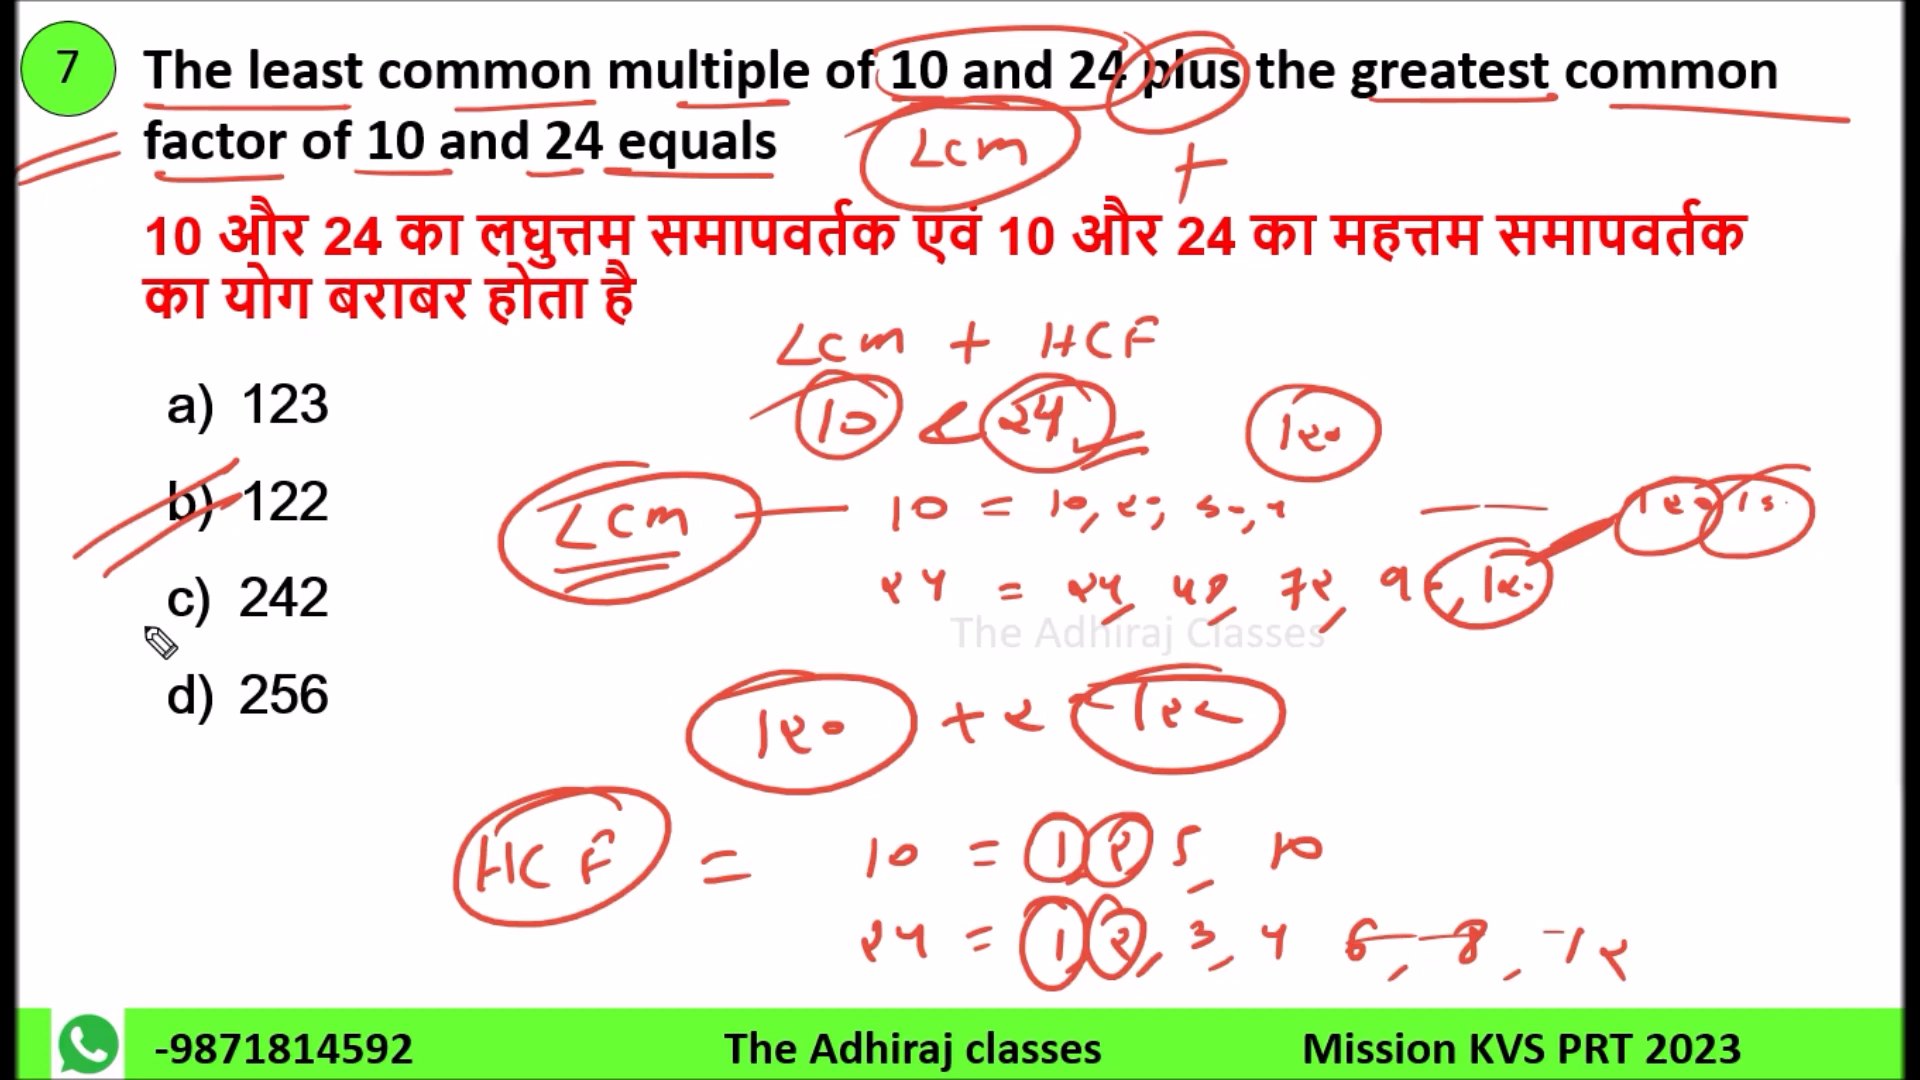 7
The least common multiple of 10 and 24 plus the greatest common
factor of 10 and 24 equals
Lcm
+
10 और 24 का लघुत्तम समापवर्तक एवं 10 और 24 का महत्तम समापवर्तक
का योग बराबर होता है
Lcm + HCF
a) 123
10 & 24
120
b) 122
Lcm
10 = 10, 20,
120
c) 242
24 = 24, 48, 72, 120
The Adhiraj Classes
d) 256
120 + 2 = 122
HCF = 10 = 1 2 5, 10
24 = 1 2, 3, 4 6, 8, 12
-9871814592 The Adhiraj classes Mission KVS PRT 2023